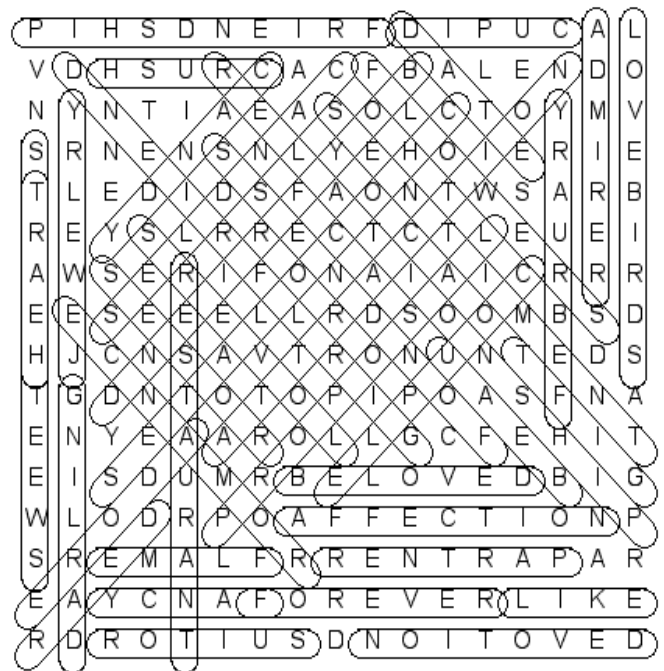 P I H S D N E I R F D I P U C A L
V D H S U R C A C F B A L E N D O
N Y N T I A E A S O L C T O Y M V
S R N E N S N L Y E H O I E R I E
T L E D I D S F A O N T W S A R B
R E Y S L R R E C T C T L E U E I
A W S E R I F O N A I A I C R R R
E E S E E E L L R D S O O M B S D
H J C N S A V T R O N U N T E D S
T G D N T O T O P I P O A S F N A
E N Y E A A R O L L G C F E H I T
E I S D U M R B E L O V E D B I G
W L O D R P O A F F E C T I O N P
S R E M A L F R R E N T R A P A R
E A Y C N A F O R E V E R L I K E
R D R O T I U S D N O I T O V E D